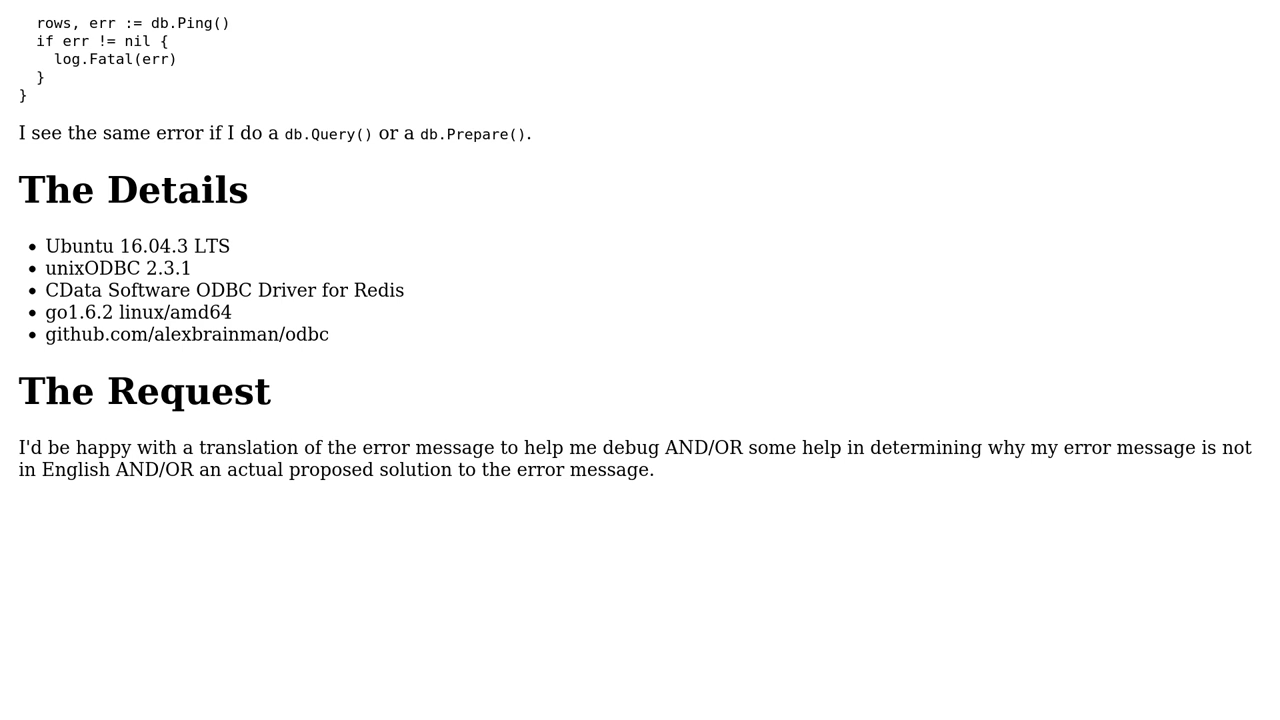 rows, err := db.Ping()
if err != nil {
log.Fatal(err)
}
}
I see the same error if I do a db.Query() or a db.Prepare().
The Details
• Ubuntu 16.04.3 LTS
• unixODBC 2.3.1
• CData Software ODBC Driver for Redis
• go1.6.2 linux/amd64
• github.com/alexbrainman/odbc
The Request
I'd be happy with a translation of the error message to help me debug AND/OR some help in determining why my error message is not
in English AND/OR an actual proposed solution to the error message.